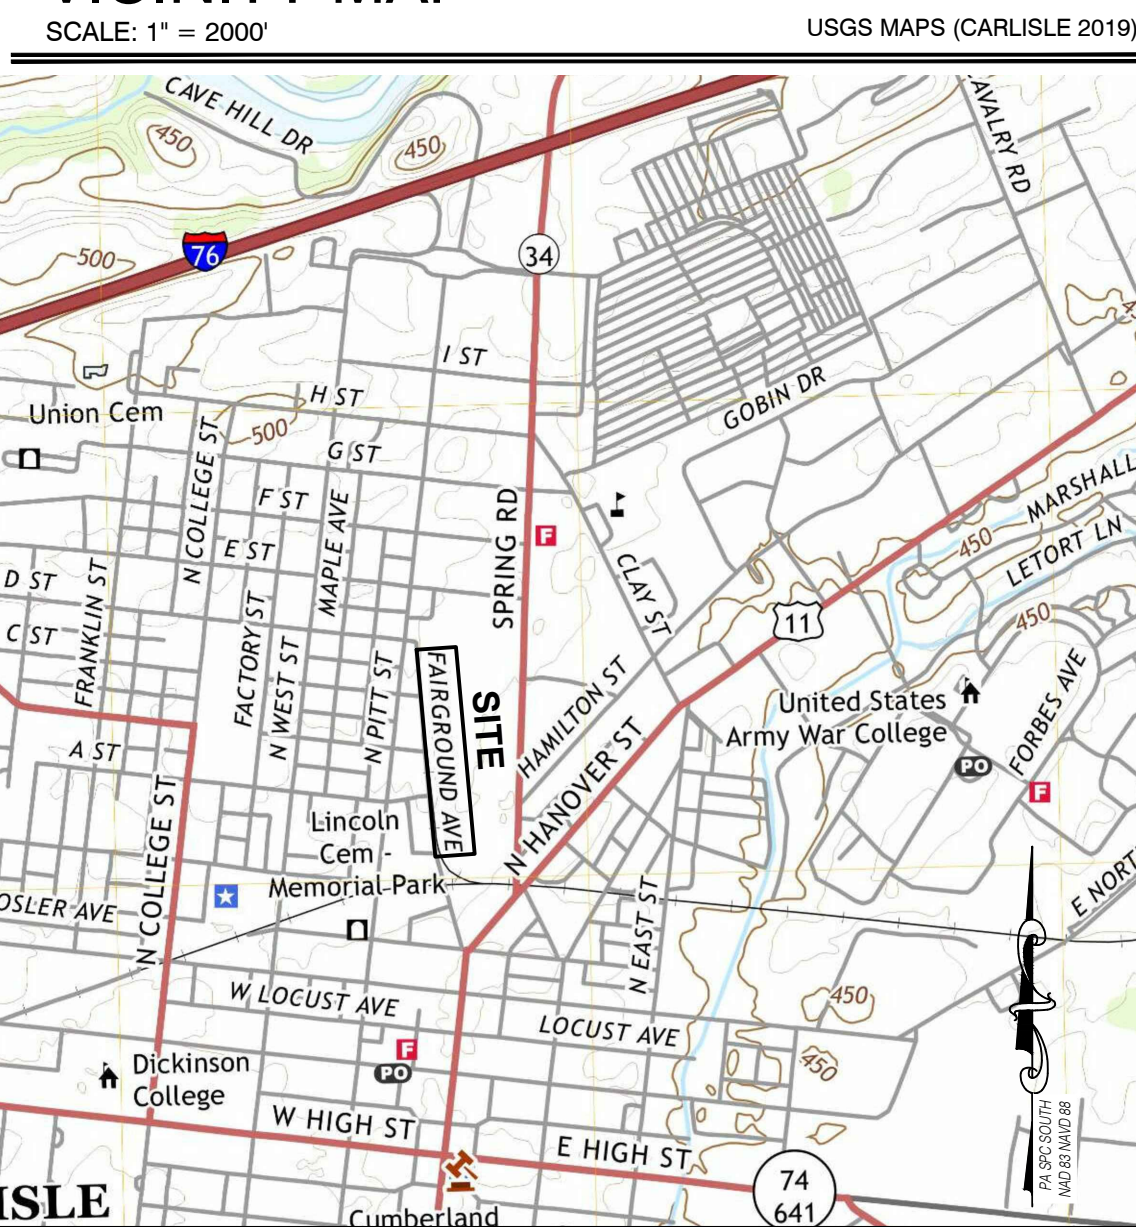 SCALE: 1" = 2000'
USGS MAPS (CARLISLE 2019)
CAVE HILL DR
450
450
AVALRY RD
34
500
76
I ST
H ST
GOBIN DR
Union Cem
500
N COLLEGE ST
G ST
F ST
MAPLE AVE
SPRING RD
F
MARSHALL
450
LETORT LN
E ST
D ST
FRANKLIN ST
CLAY ST
C ST
FACTORY ST
11
450
N WEST ST
N PITT ST
FAIRGROUND AVE
SITE
HAMILTON ST
United States
Army War College
FORBES AVE
PO
F
A ST
N HANOVER ST
N COLLEGE ST
Lincoln
Cem -
Memorial Park
OSLER AVE
N EAST ST
E NORT
W LOCUST AVE
450
LOCUST AVE
F
PO
450
Dickinson
College
W HIGH ST
E HIGH ST
PA SPC SOUTH
NAD 83 NAVD 88
74
641
ISLE
Cumberland